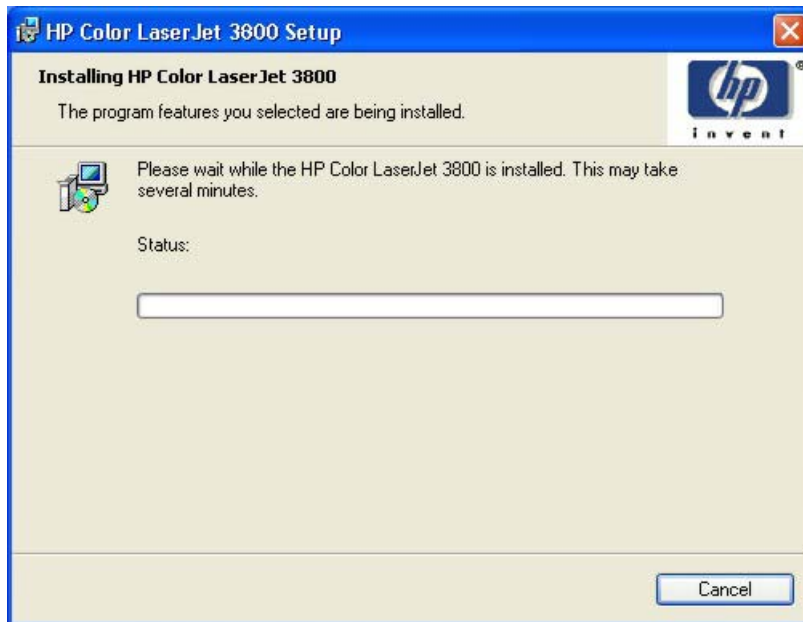 HP Color LaserJet 3800 Setup
Installing HP Color LaserJet 3800
The program features you selected are being installed.
hp
®
invent
Please wait while the HP Color LaserJet 3800 is installed. This may take
several minutes.
Status:
Cancel